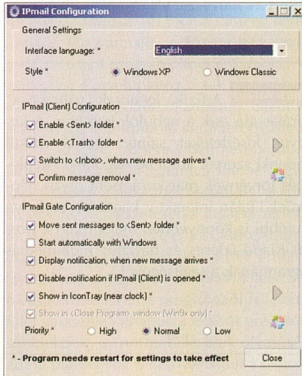 IPmail Configuration
General Settings
Interface language: * English
Style * Windows XP Windows Classic
IPmail (Client) Configuration
Enable <Sent> folder *
Enable <Trash> folder *
Switch to <Inbox>, when new message arrives *
Confirm message removal *
IPmail Gate Configuration
Move sent messages to <Sent> folder *
Start automatically with Windows
Display notification, when new message arrives *
Disable notification if IPmail (Client) is opened *
Show in IconTray (near clock) *
Show in <Close Program> window (Win9x only) *
Priority * High Normal Low
* - Program needs restart for settings to take effect Close